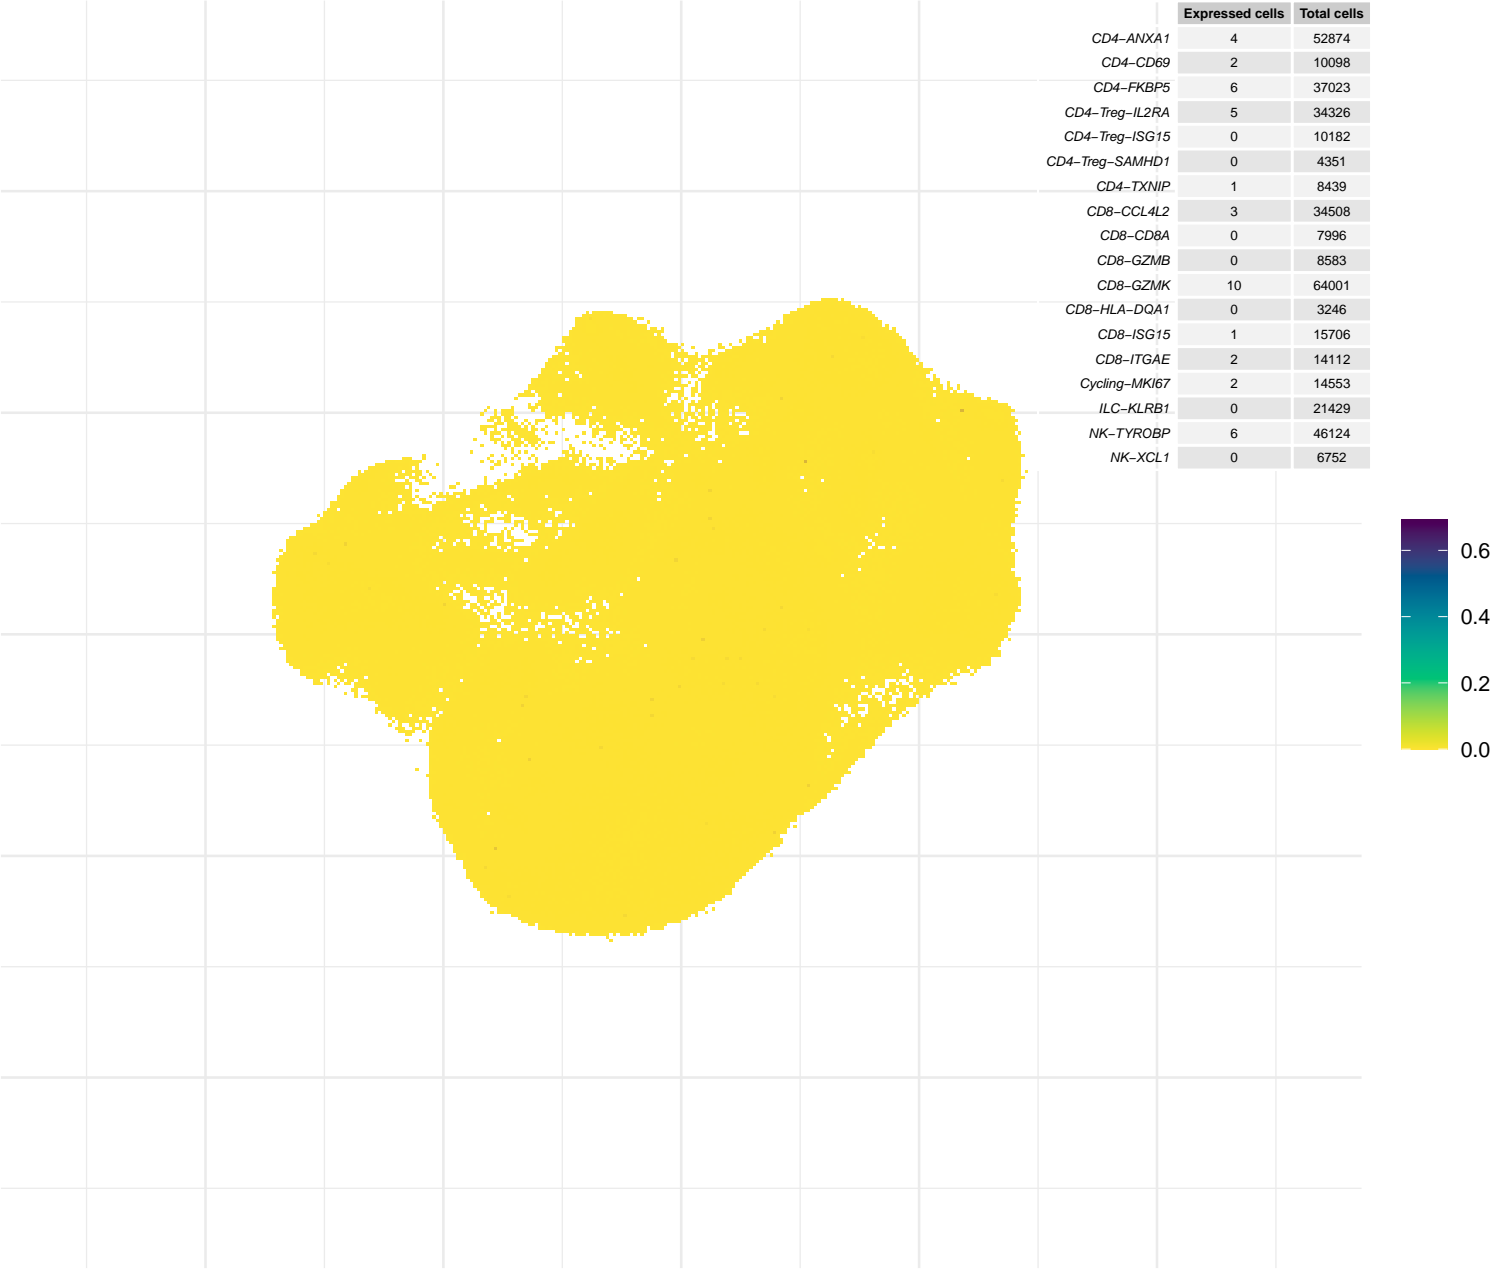 Expressed cells Total cells
CD4−ANXA1 4 52874
CD4−CD69 2 10098
CD4−FKBP5 6 37023
CD4−Treg−IL2RA 5 34326
CD4−Treg−ISG15 0 10182
CD4−Treg−SAMHD1 0 4351
CD4−TXNIP 1 8439
CD8−CCL4L2 3 34508
CD8−CD8A 0 7996
CD8−GZMB 0 8583
CD8−GZMK 10 64001
CD8−HLA−DQA1 0 3246
CD8−ISG15 1 15706
CD8−ITGAE 2 14112
Cycling−MKI67 2 14553
ILC−KLRB1 0 21429
NK−TYROBP 6 46124
NK−XCL1 0 6752
0.6
0.4
0.2
0.0